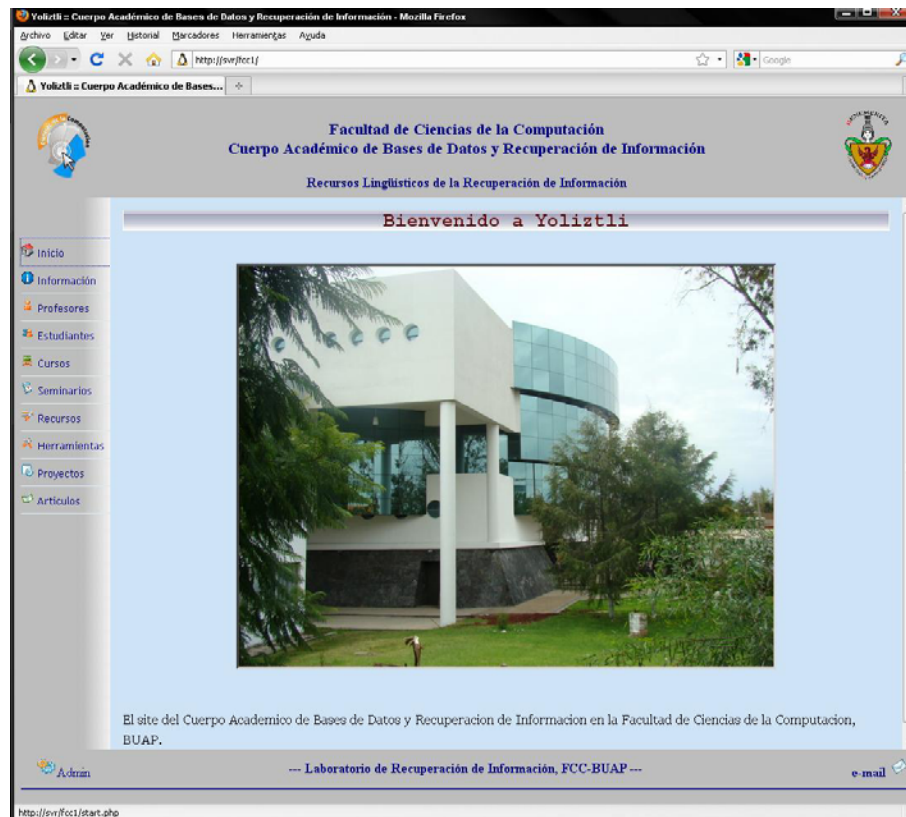 Yoliztli :: Cuerpo Académico de Bases de Datos y Recuperación de Información - Mozilla Firefox
Archivo Editar Ver Historial Marcadores Herramientas Ayuda
http://svr/fcc1/
Google
Yoliztli :: Cuerpo Académico de Bases...
Facultad de Ciencias de la Computación
Cuerpo Académico de Bases de Datos y Recuperación de Información
Recursos Lingüisticos de la Recuperación de Información
Bienvenido a Yoliztli
Inicio
Información
Profesores
Estudiantes
Cursos
Seminarios
Recursos
Herramientas
Proyectos
Articulos
El site del Cuerpo Academico de Bases de Datos y Recuperacion de Informacion en la Facultad de Ciencias de la Computacion,
BUAP.
Admin
--- Laboratorio de Recuperación de Información, FCC-BUAP ---
e-mail
http://svr/fcc1/start.php